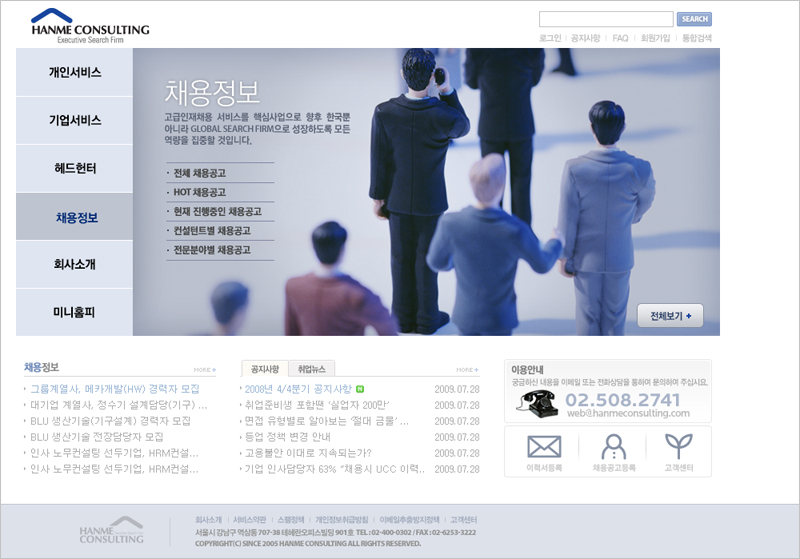 HANME CONSULTING
Executive Search Firm
SEARCH
로그인 | 공지사항 | FAQ | 회원가입 | 통합검색
개인서비스
기업서비스
헤드헌터
채용정보
회사소개
미니홈피
채용정보
고급인재채용 서비스를 핵심사업으로 향후 한국뿐
아니라 GLOBAL SEARCH FIRM으로 성장하도록 모든
역량을 집중할 것입니다.
· 전체 채용공고
· HOT 채용공고
· 현재 진행중인 채용공고
· 컨설턴트별 채용공고
· 전문분야별 채용공고
전체보기 +
채용정보
MORE
그룹계열사, 메카개발(HW) 경력자 모집
대기업 계열사, 정수기 설계담당(기구) ...
BLU 생산기술(기구설계) 경력자 모집
BLU 생산기술 전장담당자 모집
인사 노무컨설팅 선두기업, HRM컨설...
인사 노무컨설팅 선두기업, HRM컨설...
공지사항 취업뉴스
MORE
2008년 4/4분기 공지사항 N 2009.07.28
취업준비생 포함땐 '실업자 200만' 2009.07.28
면접 유형별로 알아보는 '절대 금물' ... 2009.07.28
등업 정책 변경 안내 2009.07.28
고용불안 이대로 지속되는가? 2009.07.28
기업 인사담당자 63% "채용시 UCC 이력.. 2009.07.28
이용안내
궁금하신 내용을 이메일 또는 전화상담을 통하여 문의하여 주십시요.
02.508.2741
web@hanmeconsulting.com
이력서등록
채용공고등록
고객센터
HANME
CONSULTING
회사소개 | 서비스약관 | 스팸정책 | 개인정보취급방침 | 이메일추출방지정책 | 고객센터
서울시 강남구 역삼동 707-38 테헤란오피스빌딩 901호 TEL : 02-400-0302 / FAX : 02-6253-3222
COPYRIGHT(C) SINCE 2005 HANME CONSULTING ALL RIGHTS RESERVED.